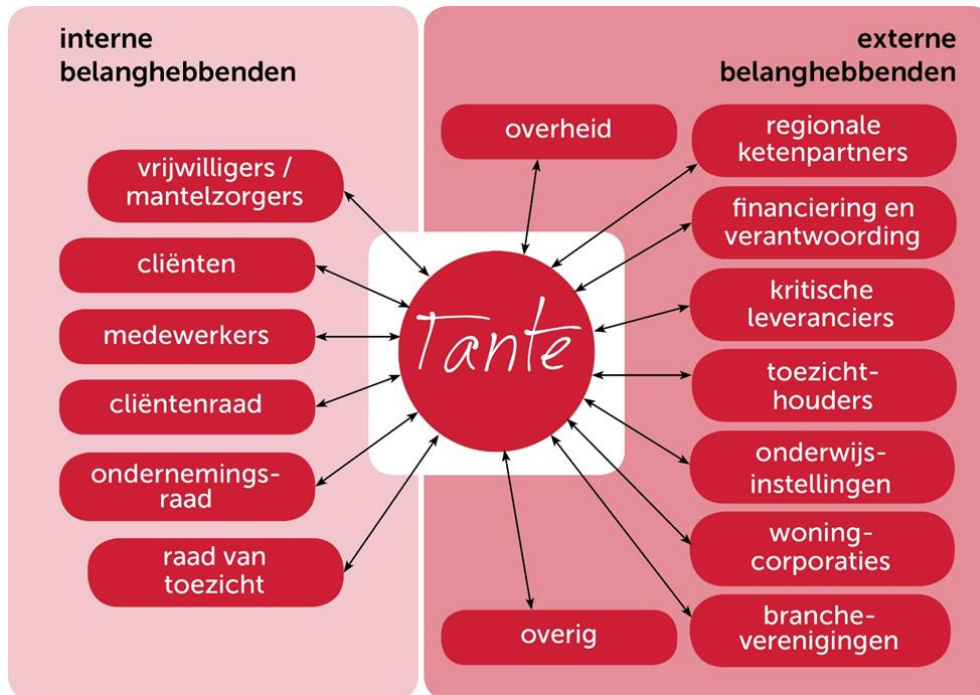 interne
belanghebbenden
vrijwilligers /
mantelzorgers
cliënten
medewerkers
cliëntenraad
ondernemings-
raad
raad van
toezicht
Tante
externe
belanghebbenden
overheid
regionale
ketenpartners
financiering en
verantwoording
kritische
leveranciers
toezicht-
houders
onderwijs-
instellingen
woning-
corporaties
branche-
verenigingen
overig